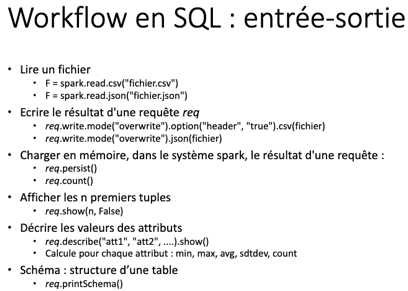 Workflow en SQL : entrée-sortie
• Lire un fichier
• F = spark.read.csv("fichier.csv")
• F = spark.read.json("fichier.json")
• Ecrire le résultat d'une requête req
• req.write.mode("overwrite").option("header", "true").csv(fichier)
• req.write.mode("overwrite").json(fichier)
• Charger en mémoire, dans le système spark, le résultat d'une requête :
• req.persist()
• req.count()
• Afficher les n premiers tuples
• req.show(n, False)
• Décrire les valeurs des attributs
• req.describe("att1", "att2", ....).show()
• Calcule pour chaque attribut : min, max, avg, sdtdev, count
• Schéma : structure d’une table
• req.printSchema()